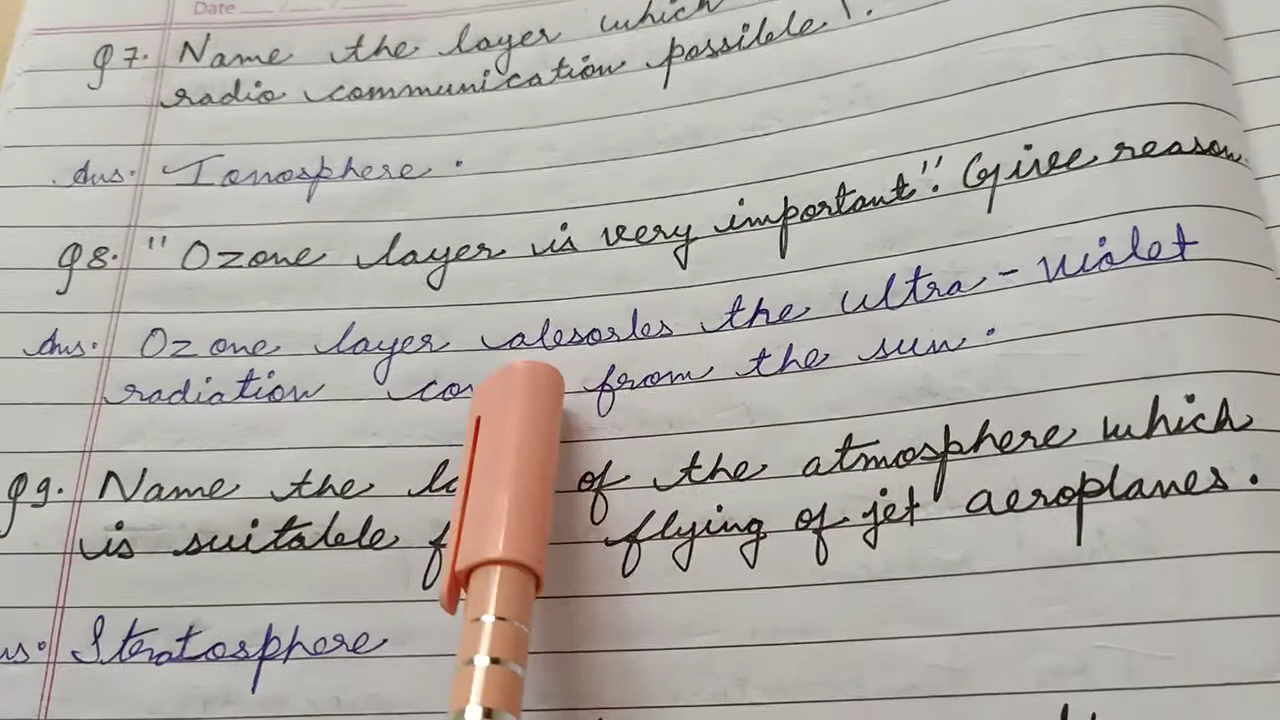 Date
Q7. Name the layer which
radio communication possible?.
Ans. Ionosphere.
Q8. "Ozone layer is very important". Give reason.
Ans. Ozone layer absorbs the ultra-violet
radiation from the sun.
Q9. Name the of the atmosphere which
is suitable flying of jet aeroplanes.
Stratosphere